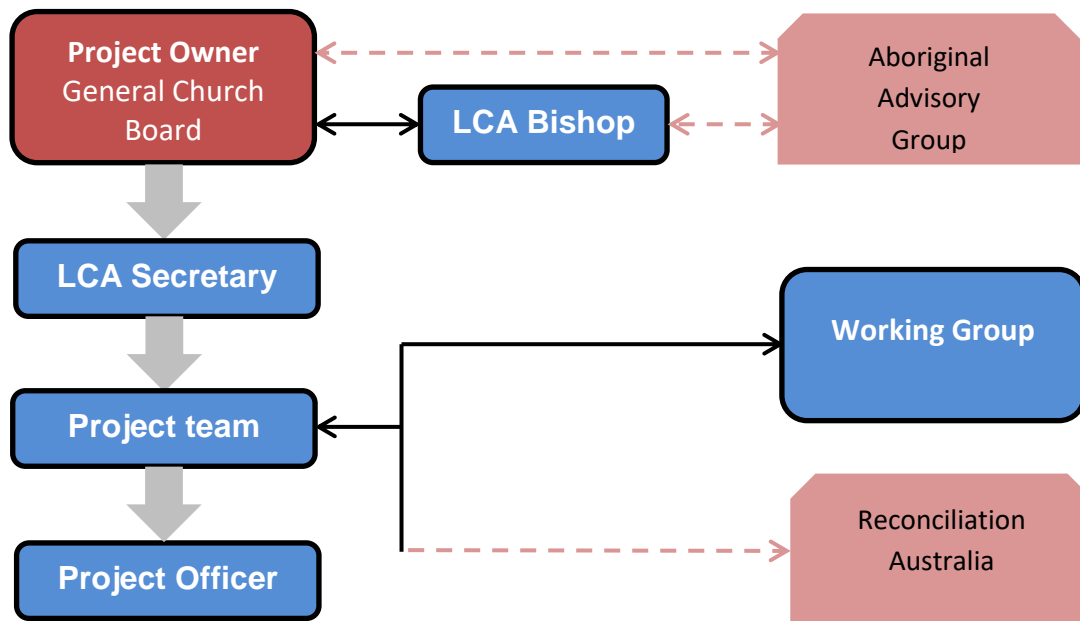 Project Owner
General Church
Board
LCA Bishop
Aboriginal
Advisory
Group
LCA Secretary
Working Group
Project team
Reconciliation
Australia
Project Officer